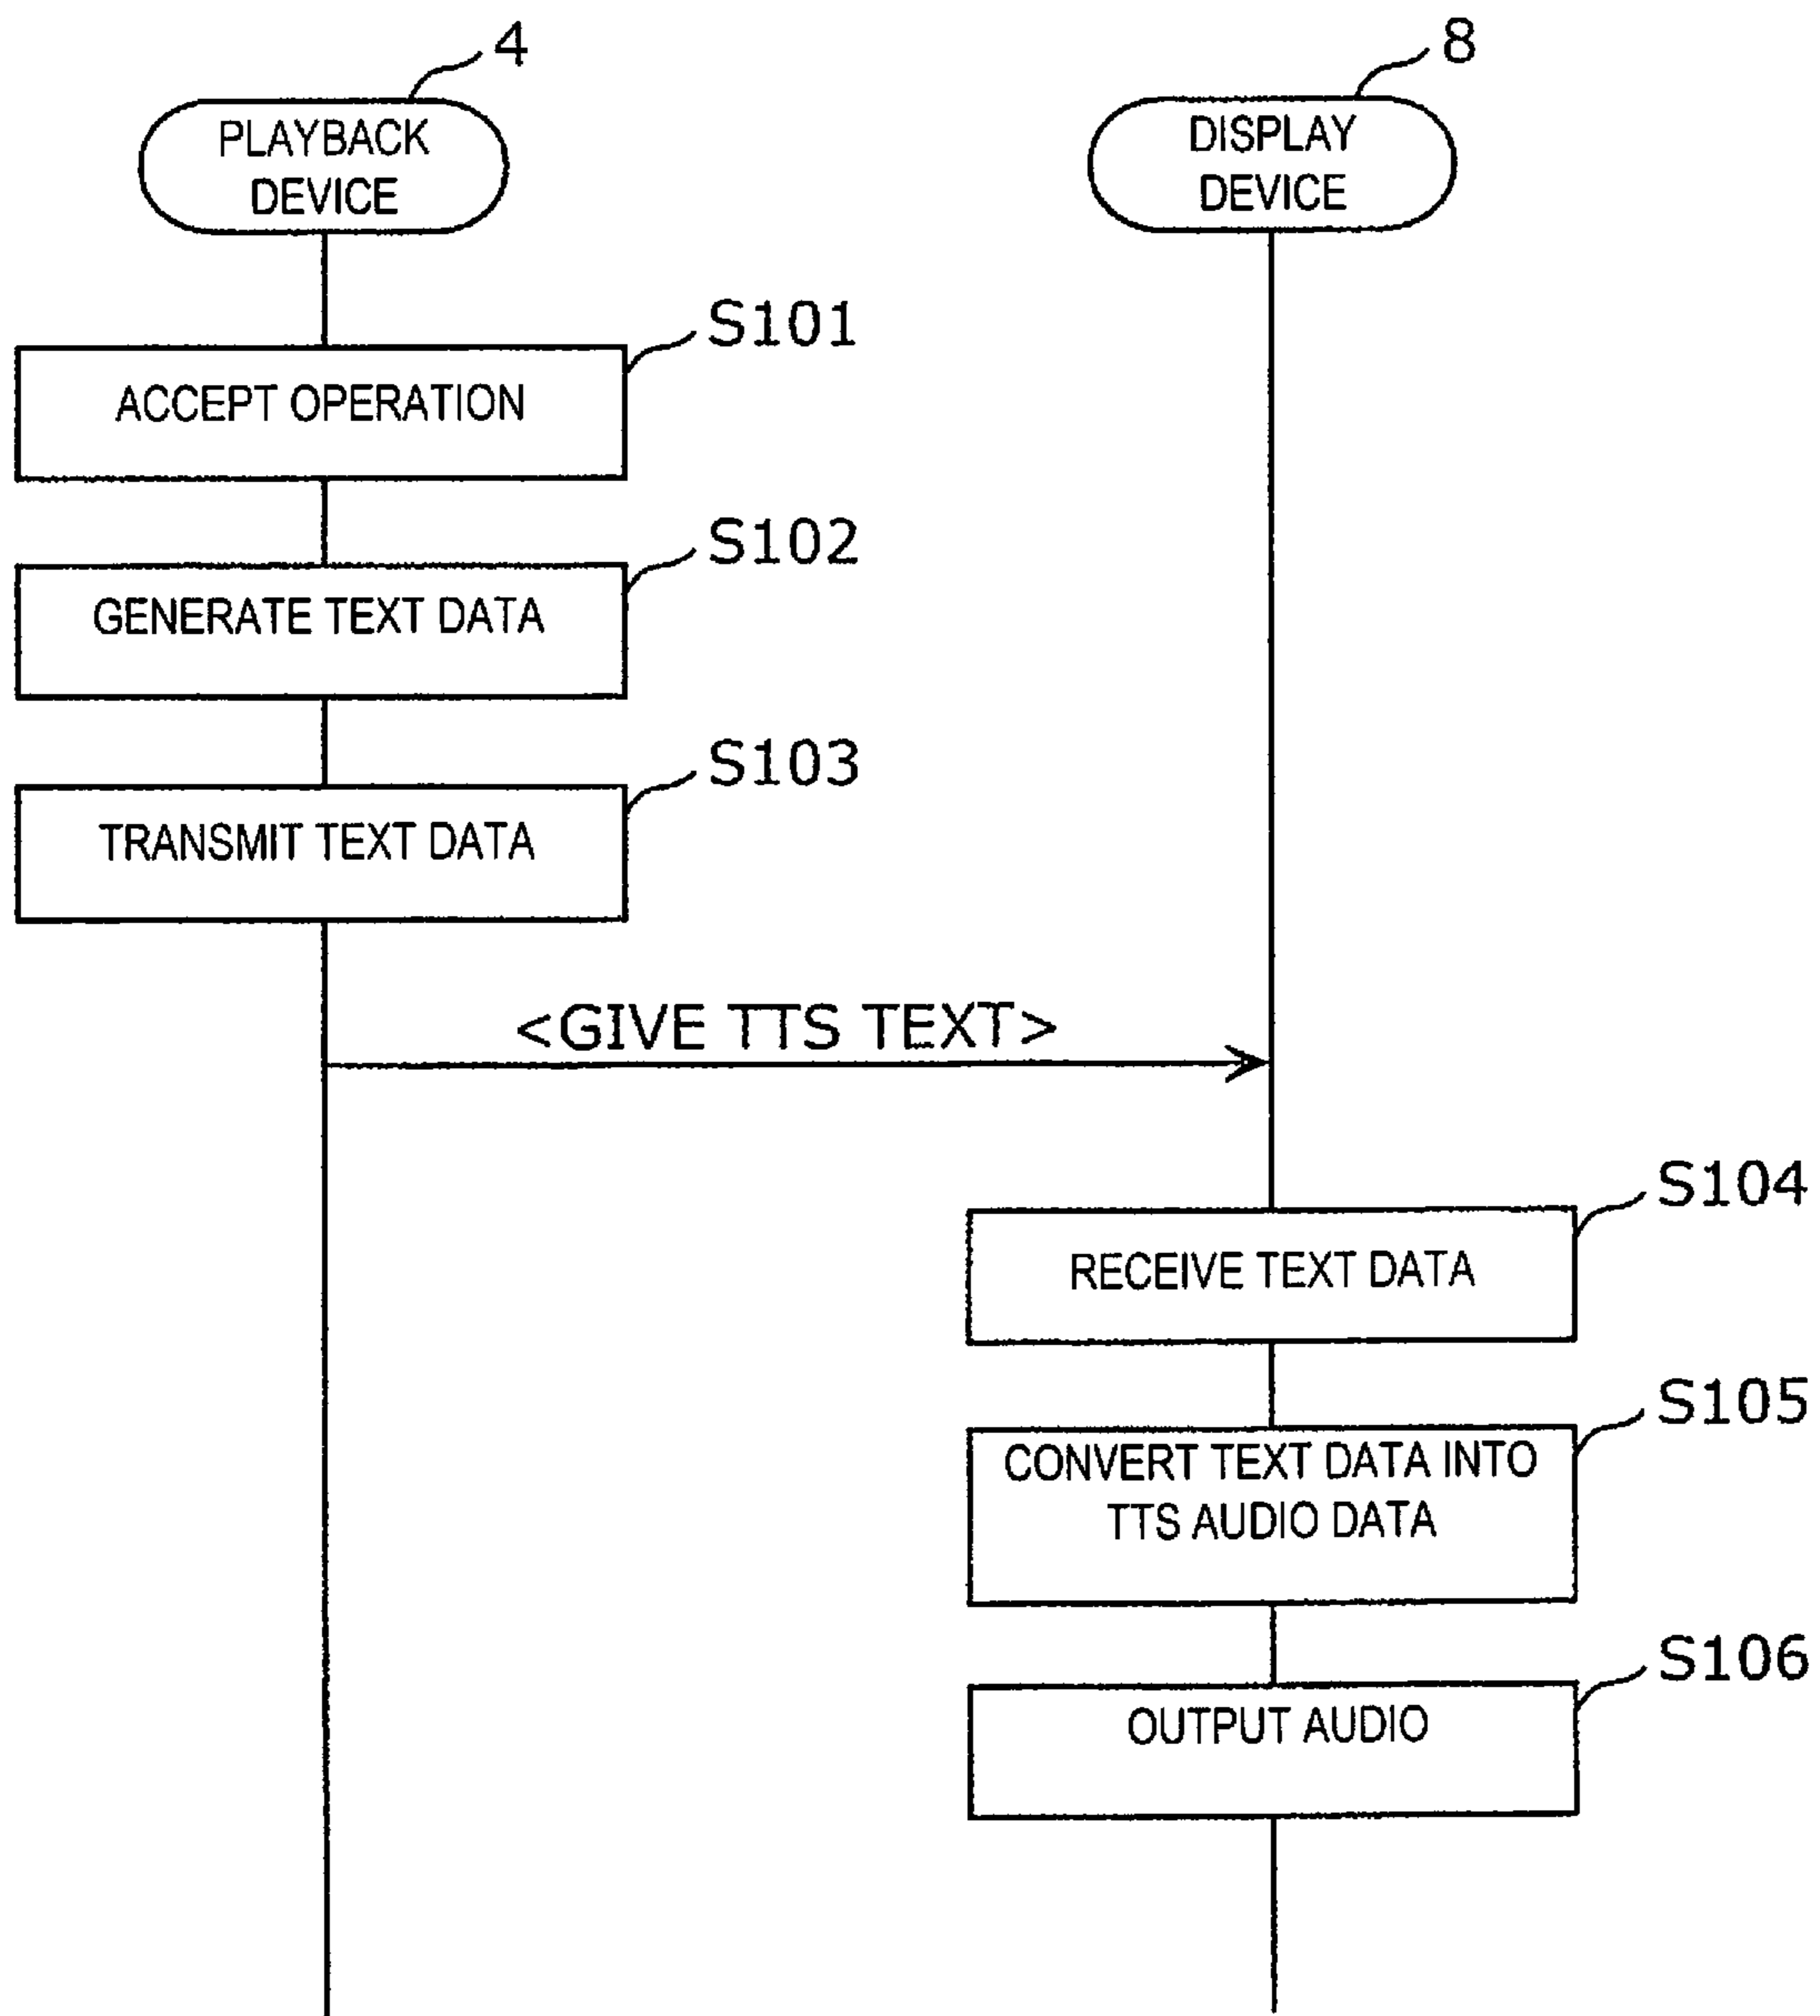 4
PLAYBACK
DEVICE
8
DISPLAY
DEVICE
S101
ACCEPT OPERATION
S102
GENERATE TEXT DATA
S103
TRANSMIT TEXT DATA
<GIVE TTS TEXT>
S104
RECEIVE TEXT DATA
S105
CONVERT TEXT DATA INTO
TTS AUDIO DATA
S106
OUTPUT AUDIO